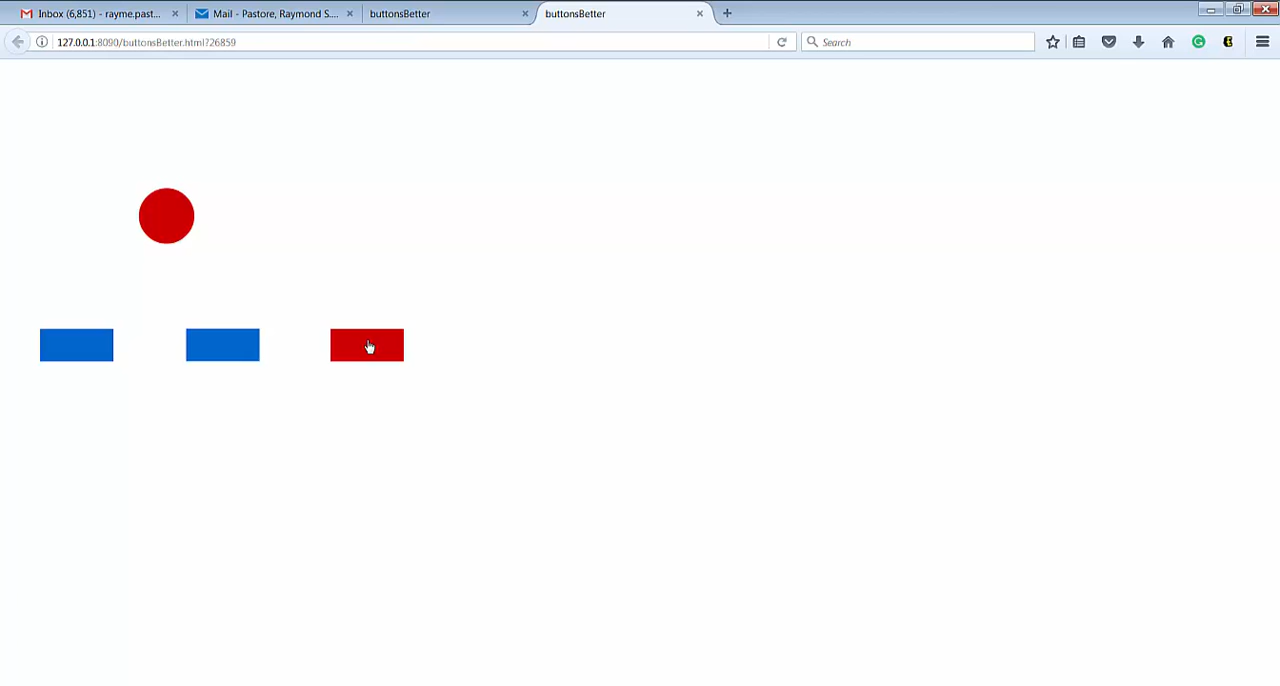 Inbox (6,851) - rayme.past...
Mail - Pastore, Raymond S....
buttonsBetter
buttonsBetter
127.0.0.1:8090/buttonsBetter.html?26859
Search